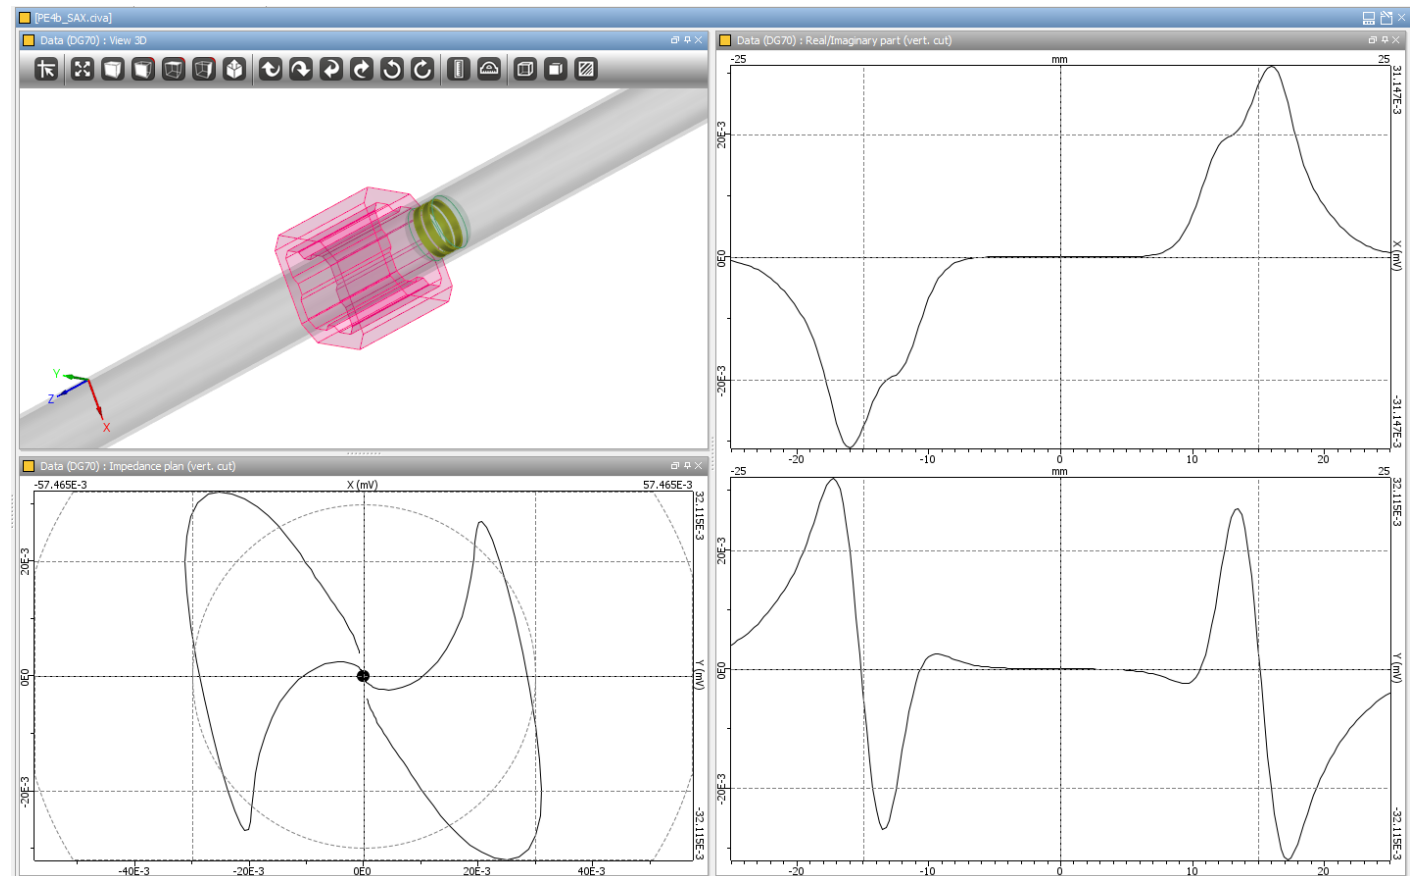 [PE4b_SAX.civa]
Data (DG70) : View 3D
Y
Z
X
Data (DG70) : Impedance plan (vert. cut)
-57.465E-3
X (mV)
57.465E-3
32.115E-3
20E-3
0E0
Y (mV)
-20E-3
-32.115E-3
-40E-3
-20E-3
0E0
20E-3
40E-3
Data (DG70) : Real/Imaginary part (vert. cut)
-25
mm
25
31.147E-3
20E-3
0E0
X (mV)
-20E-3
-31.147E-3
-20
-10
0
10
20
-25
mm
25
32.115E-3
20E-3
0E0
Y (mV)
-20E-3
-32.115E-3
-20
-10
0
10
20